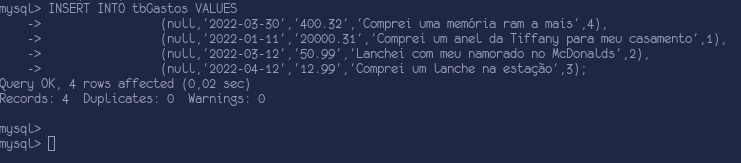 mysql> INSERT INTO tbGastos VALUES
    ->                 (null,'2022-03-30','400.32','Comprei uma memória ram a mais',4),
    ->                 (null,'2022-01-11','20000.31','Comprei um anel da Tiffany para meu casamento',1),
    ->                 (null,'2022-03-12','50.99','Lanchei com meu namorado no McDonalds',2),
    ->                 (null,'2022-04-12','12.99','Comprei um lanche na estação',3);
Query OK, 4 rows affected (0,02 sec)
Records: 4  Duplicates: 0  Warnings: 0
mysql>
mysql>